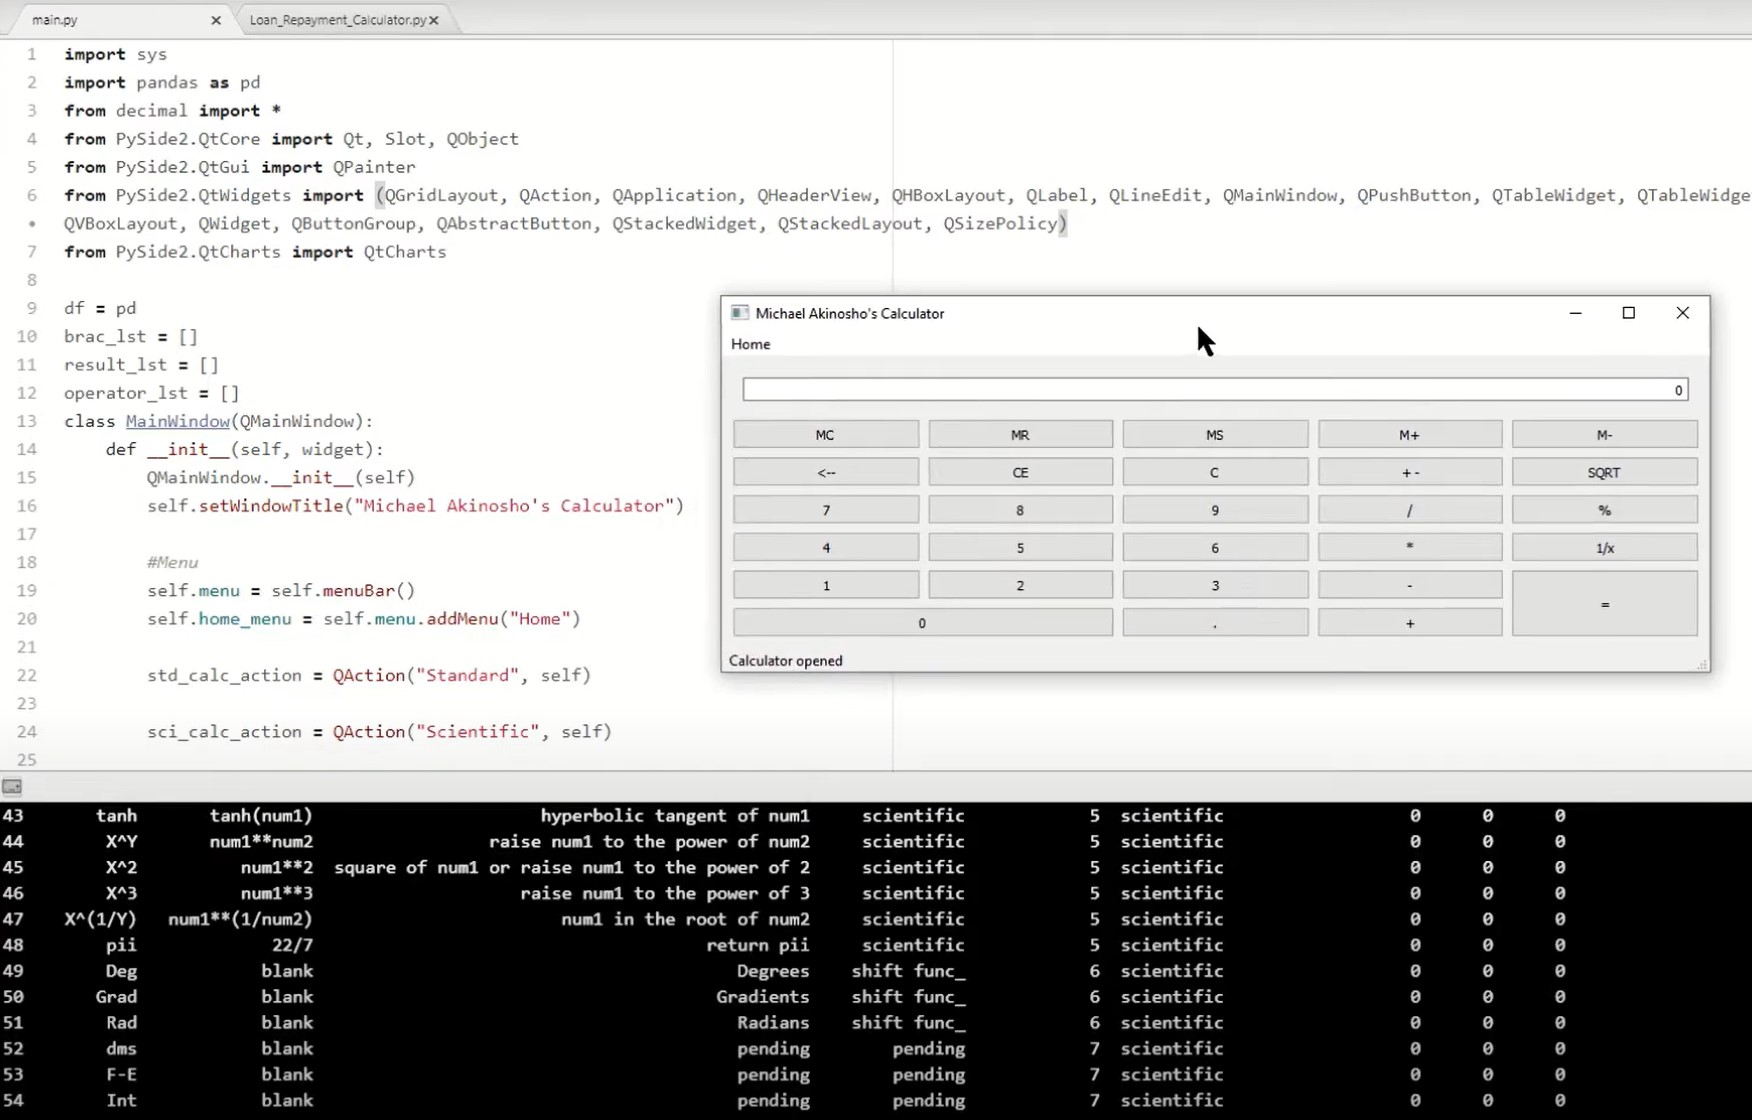 main.py
Loan_Repayment_Calculator.py
1 import sys
2 import pandas as pd
3 from decimal import *
4 from PySide2.QtCore import Qt, Slot, QObject
5 from PySide2.QtGui import QPainter
6 from PySide2.QtWidgets import (QGridLayout, QAction, QApplication, QHeaderView, QHBoxLayout, QLabel, QLineEdit, QMainWindow, QPushButton, QTableWidget, QTableWidge
• QVBoxLayout, QWidget, QButtonGroup, QAbstractButton, QStackedWidget, QStackedLayout, QSizePolicy)
7 from PySide2.QtCharts import QtCharts
8
9 df = pd
10 brac_lst = []
11 result_lst = []
12 operator_lst = []
13 class MainWindow(QMainWindow):
14 def __init__(self, widget):
15 QMainWindow.__init__(self)
16 self.setWindowTitle("Michael Akinosho's Calculator")
17
18 #Menu
19 self.menu = self.menuBar()
20 self.home_menu = self.menu.addMenu("Home")
21
22 std_calc_action = QAction("Standard", self)
23
24 sci_calc_action = QAction("Scientific", self)
25
Michael Akinosho's Calculator
Home
0
MC MR MS M+ M-
<-- CE C + - SQRT
7 8 9 / %
4 5 6 * 1/x
1 2 3 - =
0 . +
Calculator opened
43 tanh tanh(num1) hyperbolic tangent of num1 scientific 5 scientific 0 0 0
44 X^Y num1**num2 raise num1 to the power of num2 scientific 5 scientific 0 0 0
45 X^2 num1**2 square of num1 or raise num1 to the power of 2 scientific 5 scientific 0 0 0
46 X^3 num1**3 raise num1 to the power of 3 scientific 5 scientific 0 0 0
47 X^(1/Y) num1**(1/num2) num1 in the root of num2 scientific 5 scientific 0 0 0
48 pii 22/7 return pii scientific 5 scientific 0 0 0
49 Deg blank Degrees shift func_ 6 scientific 0 0 0
50 Grad blank Gradients shift func_ 6 scientific 0 0 0
51 Rad blank Radians shift func_ 6 scientific 0 0 0
52 dms blank pending pending 7 scientific 0 0 0
53 F-E blank pending pending 7 scientific 0 0 0
54 Int blank pending pending 7 scientific 0 0 0